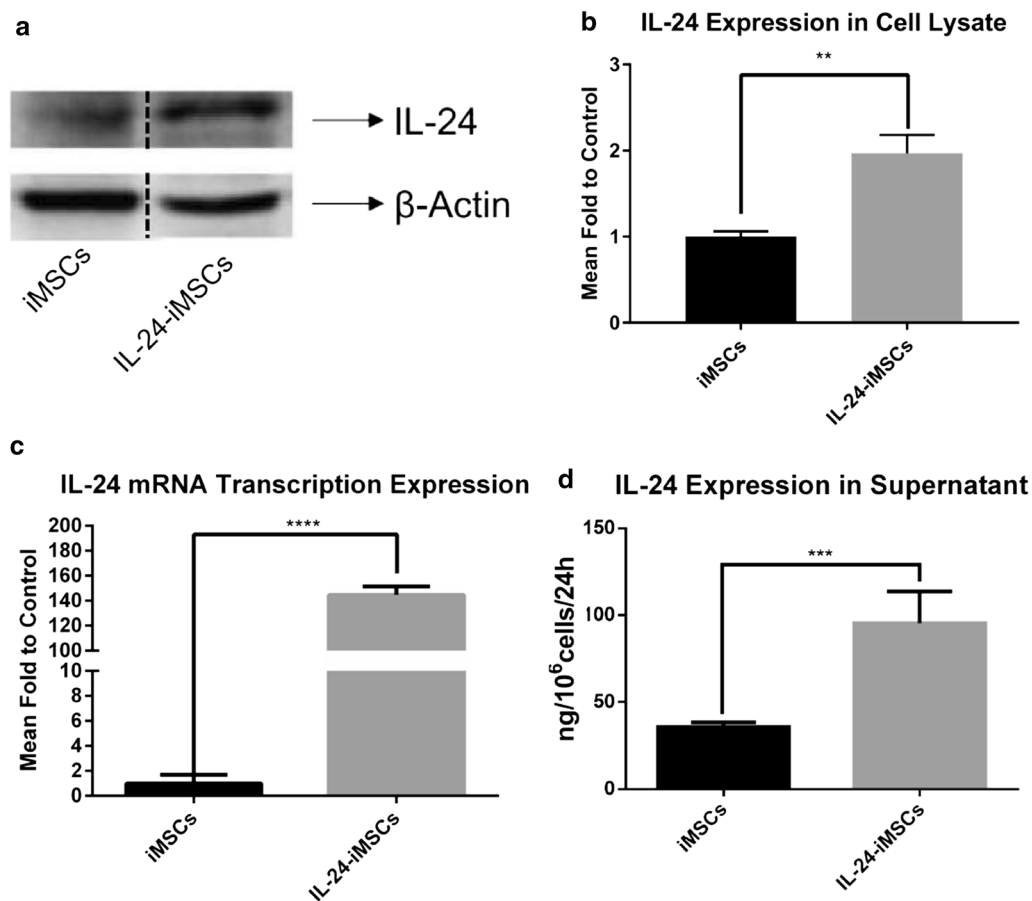 a
IL-24
β-Actin
iMSCs
IL-24-iMSCs
b
IL-24 Expression in Cell Lysate
Mean Fold to Control
3
2
1
0
**
iMSCs
IL-24-iMSCs
c
IL-24 mRNA Transcription Expression
Mean Fold to Control
200
180
160
140
120
100
10
8
6
4
2
0
****
iMSCs
IL-24-iMSCs
d
IL-24 Expression in Supernatant
ng/10⁶cells/24h
150
100
50
0
***
iMSCs
IL-24-iMSCs